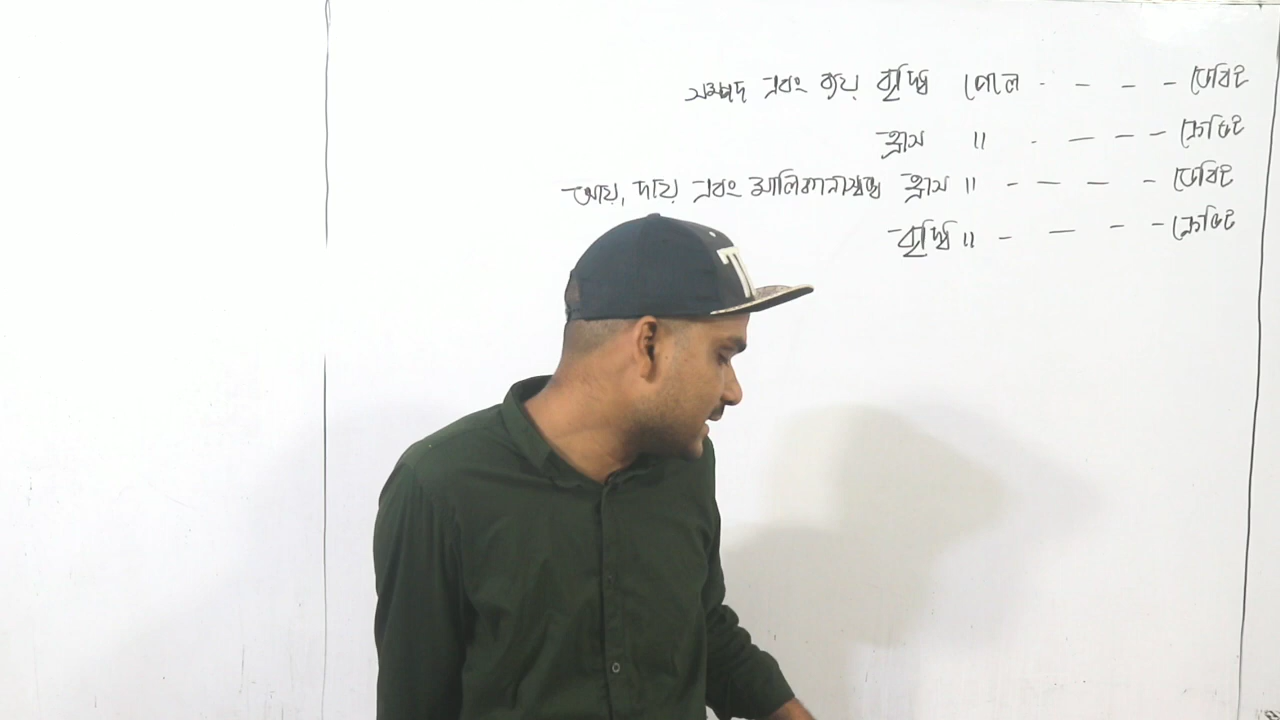 সম্পদ এবং ব্যয় বৃদ্ধি পেলে - - - - ডেবিট
হ্রাস " - - - - ক্রেডিট
আয়, দায় এবং মালিকানাস্বত্ব হ্রাস " - - - - ডেবিট
বৃদ্ধি " - - - - ক্রেডিট